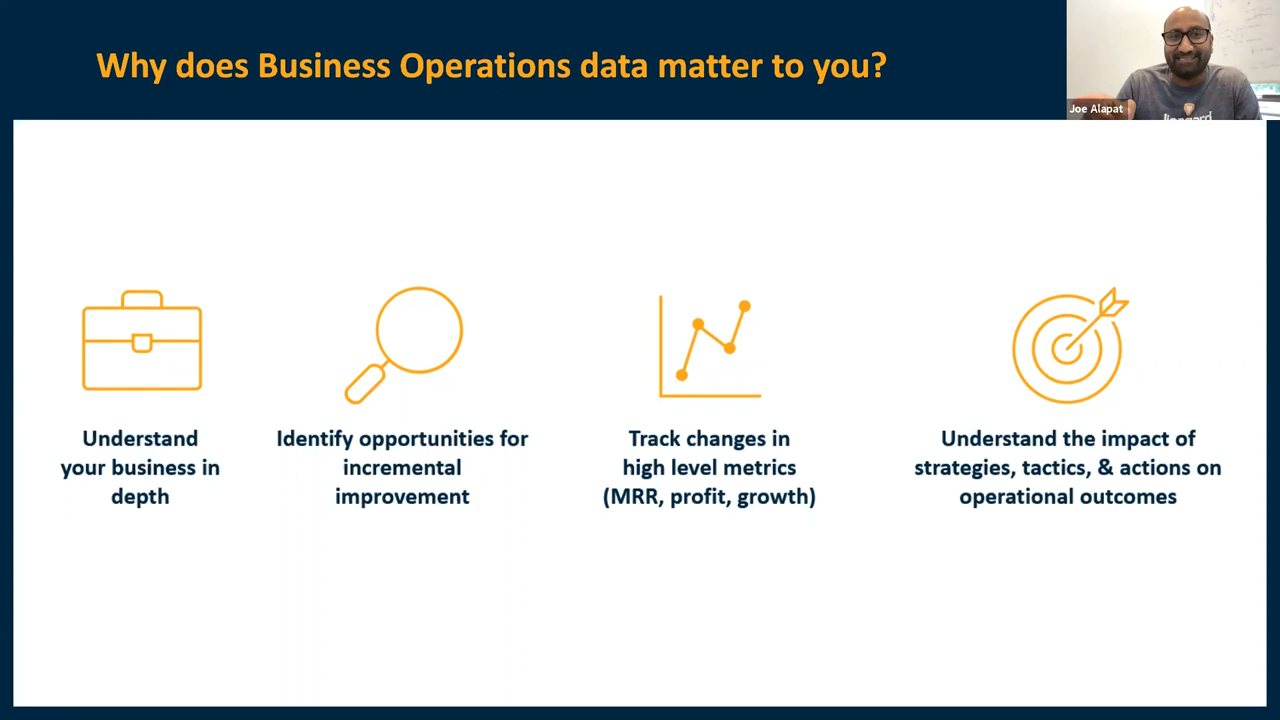 Why does Business Operations data matter to you?
Joe Alapat
Understand
your business in
depth
Identify opportunities for
incremental
improvement
Track changes in
high level metrics
(MRR, profit, growth)
Understand the impact of
strategies, tactics, & actions on
operational outcomes